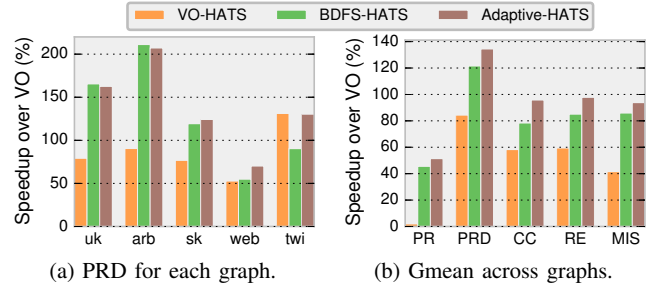 VO-HATS BDFS-HATS Adaptive-HATS
Speedup over VO (%)
200
150
100
50
0
uk arb sk web twi
(a) PRD for each graph.
Speedup over VO (%)
140
120
100
80
60
40
20
0
PR PRD CC RE MIS
(b) Gmean across graphs.